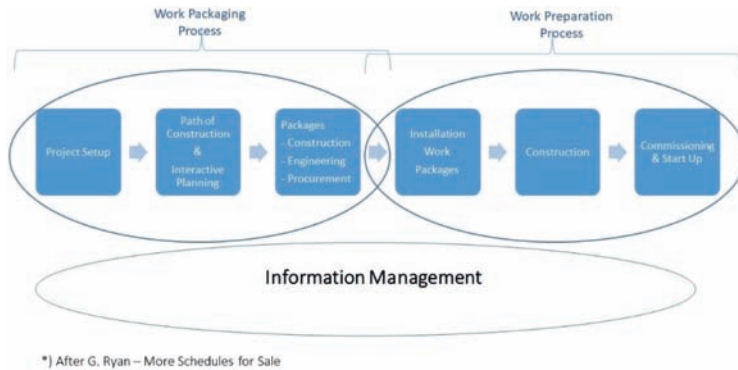 Work Packaging
Process
Work Preparation
Process
Project Setup
Path of
Construction
&
Interactive
Planning
Packages
- Construction
- Engineering
- Procurement
Installation
Work
Packages
Construction
Commissioning
& Start Up
Information Management
*) After G. Ryan – More Schedules for Sale